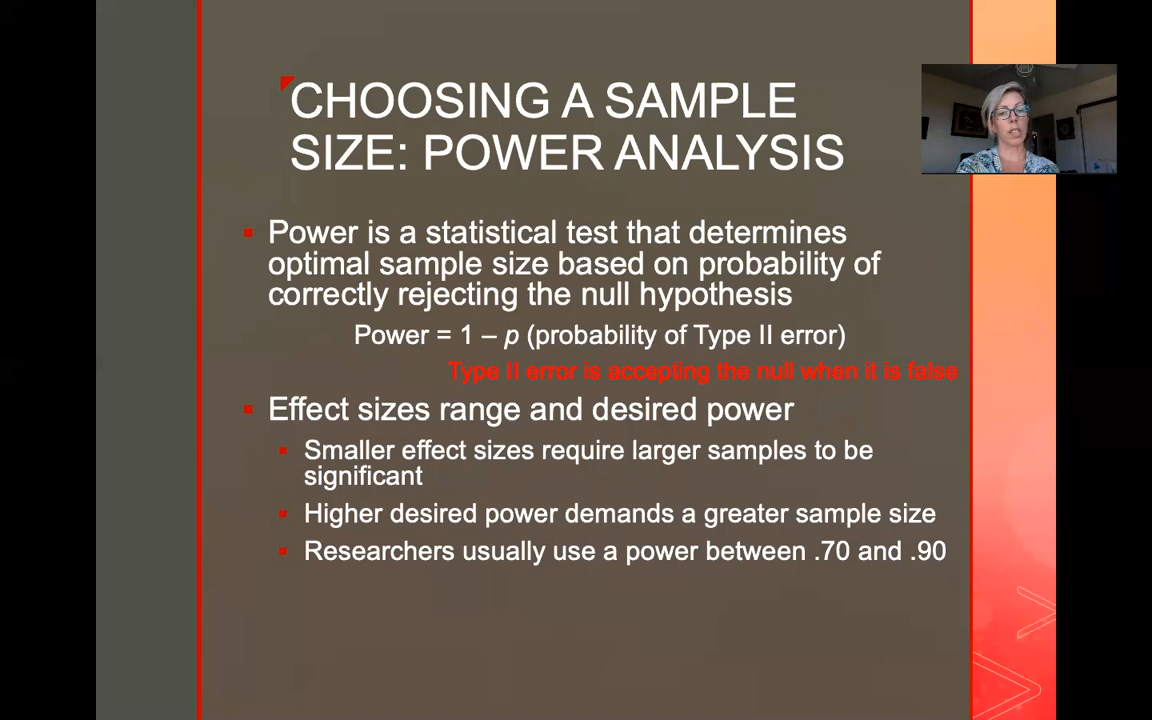 CHOOSING A SAMPLE
SIZE: POWER ANALYSIS
Power is a statistical test that determines
optimal sample size based on probability of
correctly rejecting the null hypothesis
Power = 1 – p (probability of Type II error)
Type II error is accepting the null when it is false
Effect sizes range and desired power
Smaller effect sizes require larger samples to be
significant
Higher desired power demands a greater sample size
Researchers usually use a power between .70 and .90